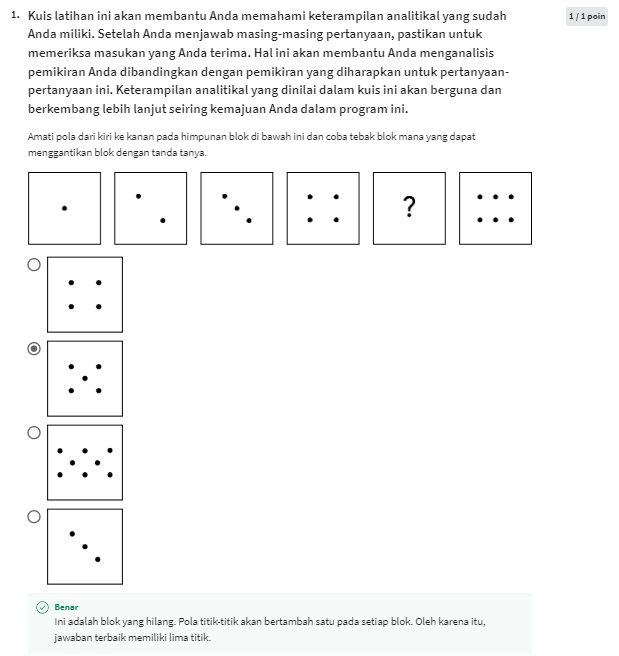 1. Kuis latihan ini akan membantu Anda memahami keterampilan analitikal yang sudah
1 / 1 poin
Anda miliki. Setelah Anda menjawab masing-masing pertanyaan, pastikan untuk
memeriksa masukan yang Anda terima. Hal ini akan membantu Anda menganalisis
pemikiran Anda dibandingkan dengan pemikiran yang diharapkan untuk pertanyaan-
pertanyaan ini. Keterampilan analitikal yang dinilai dalam kuis ini akan berguna dan
berkembang lebih lanjut seiring kemajuan Anda dalam program ini.
Amati pola dari kiri ke kanan pada himpunan blok di bawah ini dan coba tebak blok mana yang dapat
menggantikan blok dengan tanda tanya.
?
Benar
Ini adalah blok yang hilang. Pola titik-titik akan bertambah satu pada setiap blok. Oleh karena itu,
jawaban terbaik memiliki lima titik.